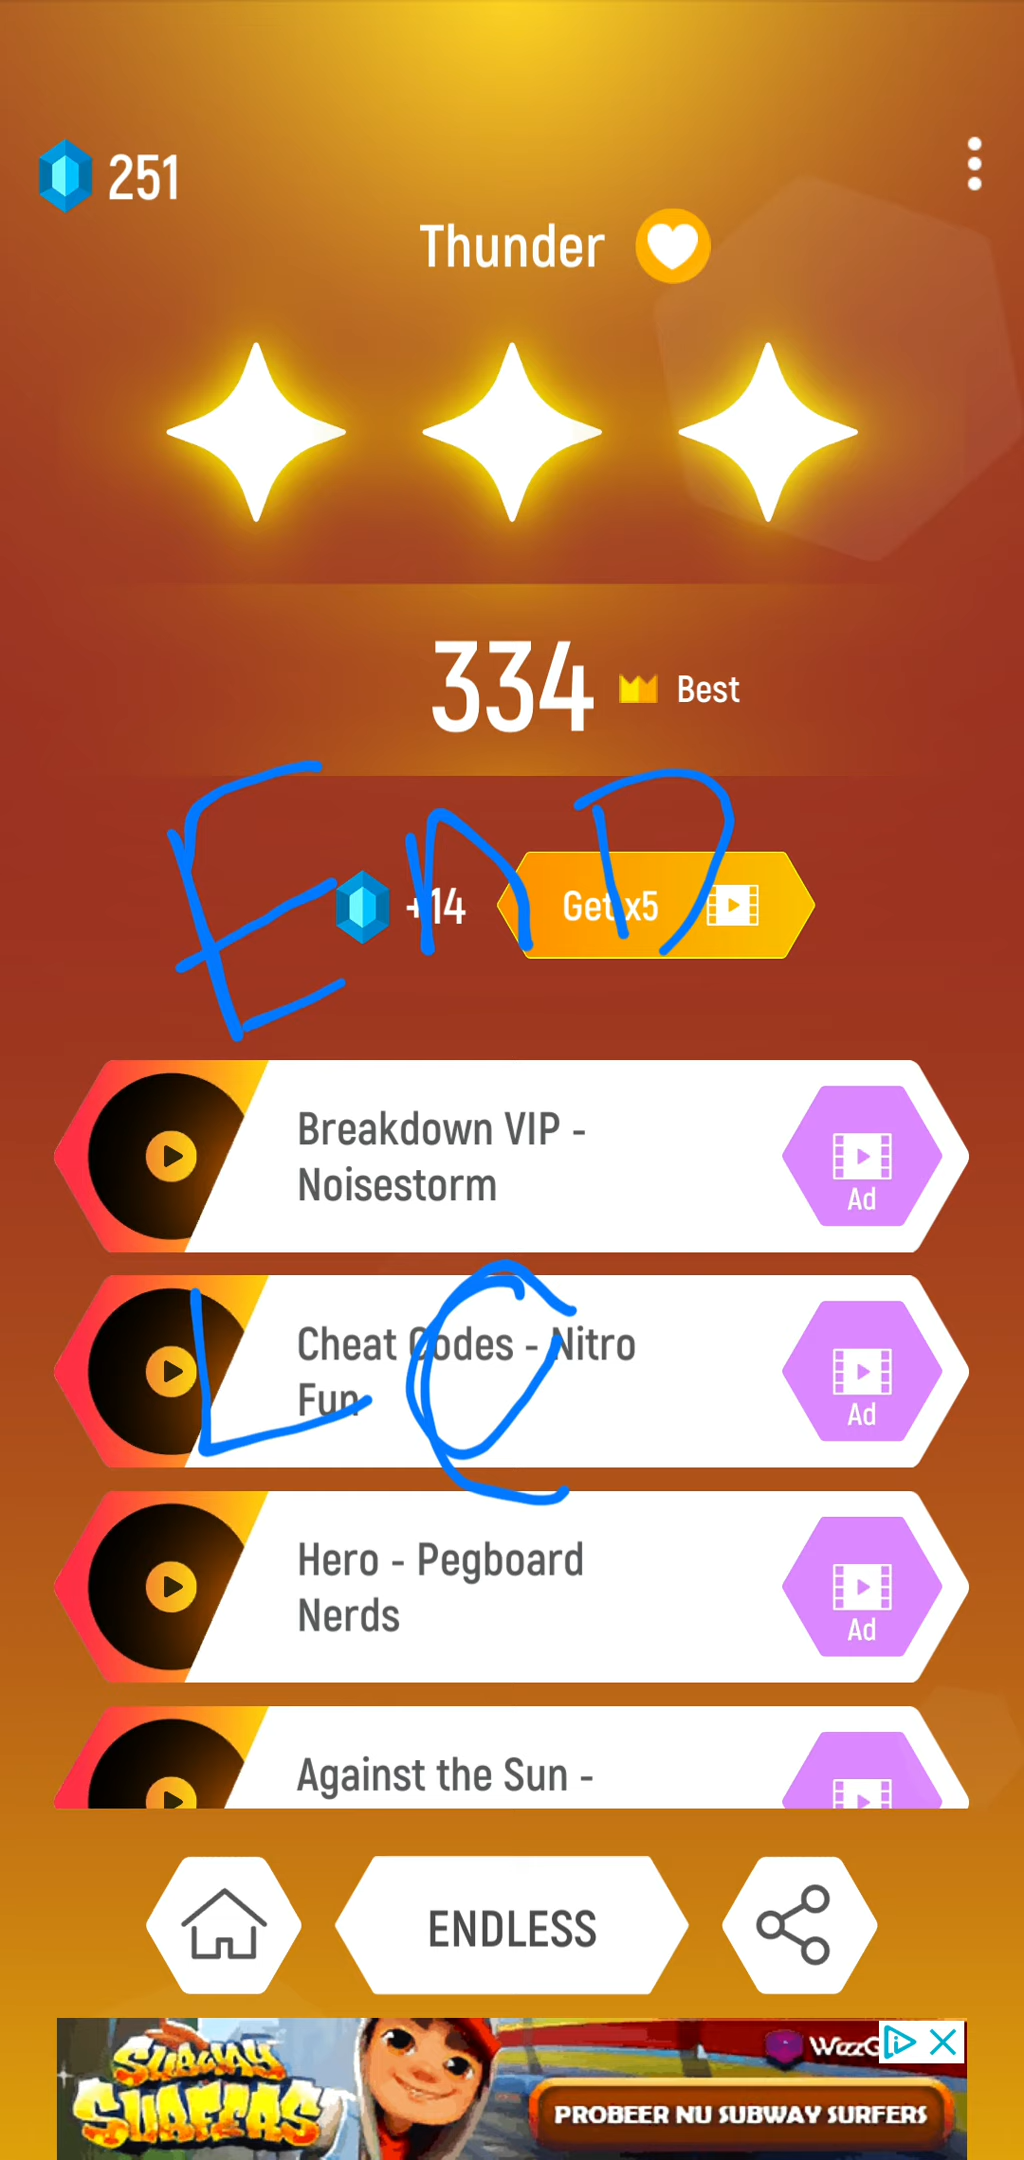 251
Thunder
334 Best
EnD
+14 Get x5
Breakdown VIP -
Noisestorm
Ad
LO
Cheat Codes - Nitro
Fun
Ad
Hero - Pegboard
Nerds
Ad
Against the Sun -
ENDLESS
SUBWAY
SURFERS
PROBEER NU SUBWAY SURFERS